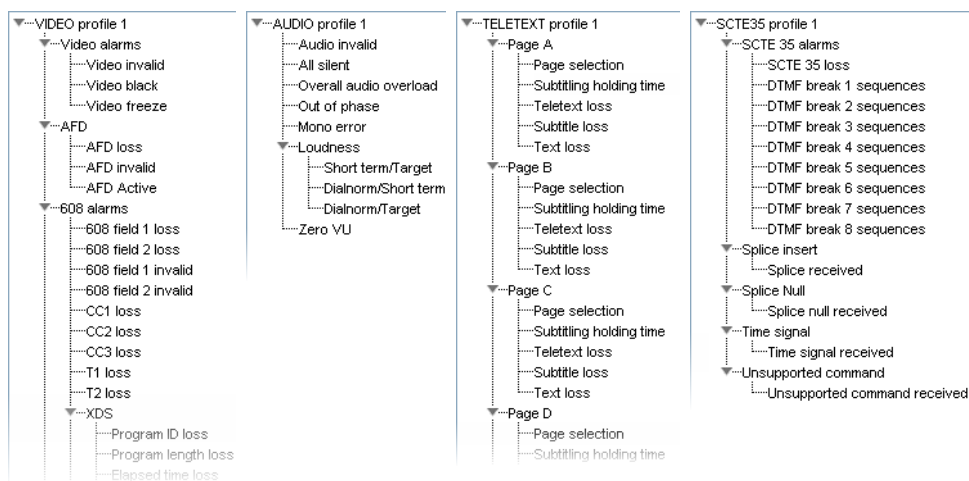 VIDEO profile 1
Video alarms
Video invalid
Video black
Video freeze
AFD
AFD loss
AFD invalid
AFD Active
608 alarms
608 field 1 loss
608 field 2 loss
608 field 1 invalid
608 field 2 invalid
CC1 loss
CC2 loss
CC3 loss
T1 loss
T2 loss
XDS
Program ID loss
Program length loss
Elapsed time loss
AUDIO profile 1
Audio invalid
All silent
Overall audio overload
Out of phase
Mono error
Loudness
Short term/Target
Dialnorm/Short term
Dialnorm/Target
Zero VU
TELETEXT profile 1
Page A
Page selection
Subtitling holding time
Teletext loss
Subtitle loss
Text loss
Page B
Page selection
Subtitling holding time
Teletext loss
Subtitle loss
Text loss
Page C
Page selection
Subtitling holding time
Teletext loss
Subtitle loss
Text loss
Page D
Page selection
Subtitling holding time
SCTE35 profile 1
SCTE 35 alarms
SCTE 35 loss
DTMF break 1 sequences
DTMF break 2 sequences
DTMF break 3 sequences
DTMF break 4 sequences
DTMF break 5 sequences
DTMF break 6 sequences
DTMF break 7 sequences
DTMF break 8 sequences
Splice insert
Splice received
Splice Null
Splice null received
Time signal
Time signal received
Unsupported command
Unsupported command received